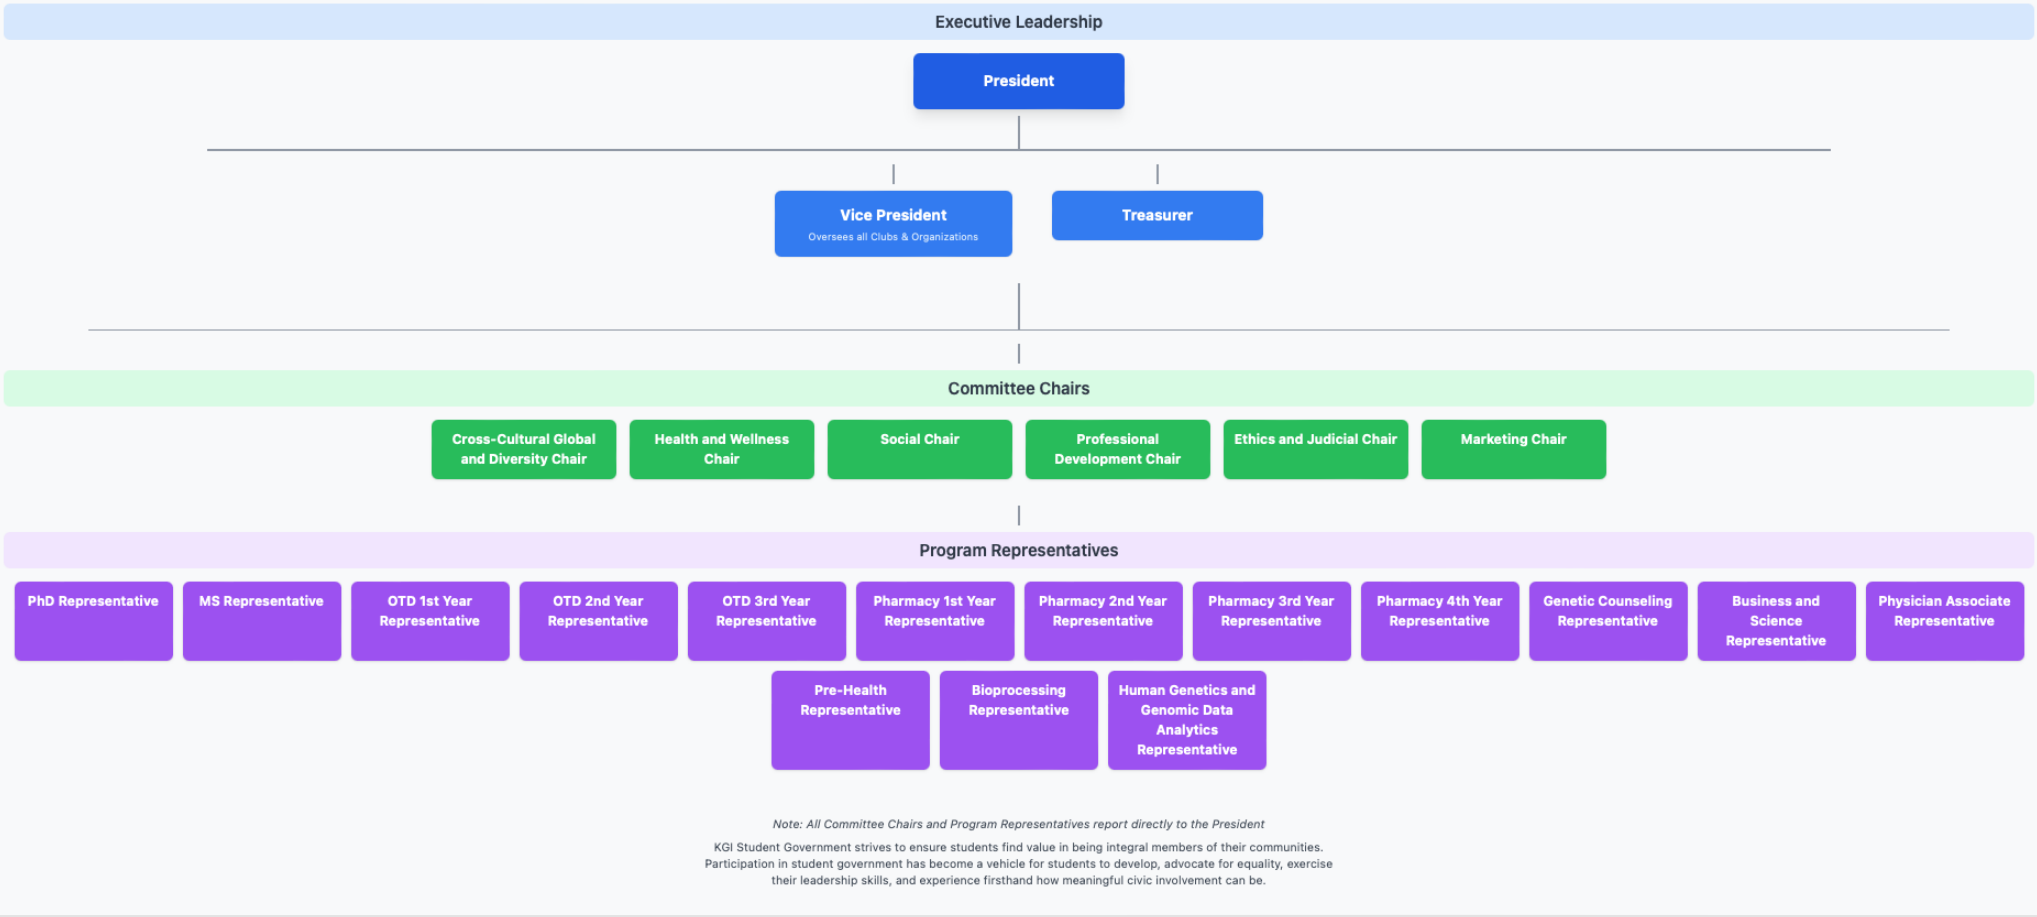 Executive Leadership
President
Vice President
Oversees all Clubs & Organizations
Treasurer
Committee Chairs
Cross-Cultural Global
and Diversity Chair
Health and Wellness
Chair
Social Chair
Professional
Development Chair
Ethics and Judicial Chair
Marketing Chair
Program Representatives
PhD Representative
MS Representative
OTD 1st Year
Representative
OTD 2nd Year
Representative
OTD 3rd Year
Representative
Pharmacy 1st Year
Representative
Pharmacy 2nd Year
Representative
Pharmacy 3rd Year
Representative
Pharmacy 4th Year
Representative
Genetic Counseling
Representative
Business and
Science
Representative
Physician Associate
Representative
Pre-Health
Representative
Bioprocessing
Representative
Human Genetics and
Genomic Data
Analytics
Representative
Note: All Committee Chairs and Program Representatives report directly to the President
KGI Student Government strives to ensure students find value in being integral members of their communities.
Participation in student government has become a vehicle for students to develop, advocate for equality, exercise
their leadership skills, and experience firsthand how meaningful civic involvement can be.